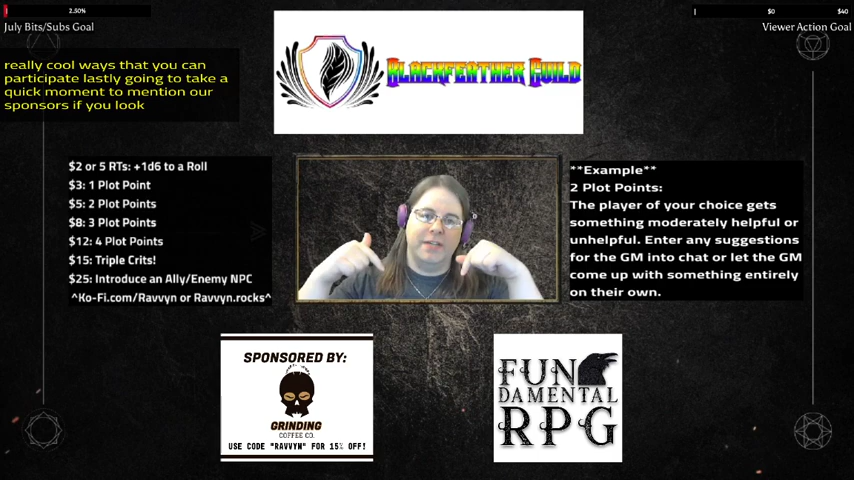 2.50%
July Bits/Subs Goal
$0
$40
Viewer Action Goal
really cool ways that you can
participate lastly going to take a
quick moment to mention our
sponsors if you look
BLACKFEATHER GUILD
$2 or 5 RTs: +1d6 to a Roll
$3: 1 Plot Point
$5: 2 Plot Points
$8: 3 Plot Points
$12: 4 Plot Points
$15: Triple Crits!
$25: Introduce an Ally/Enemy NPC
^Ko-Fi.com/Ravvyn or Ravvyn.rocks^
**Example**
2 Plot Points:
The player of your choice gets
something moderately helpful or
unhelpful. Enter any suggestions
for the GM into chat or let the GM
come up with something entirely
on their own.
SPONSORED BY:
GRINDING
COFFEE CO.
USE CODE "RAVVYN" FOR 15% OFF!
FUN
DAMENTAL
RPG